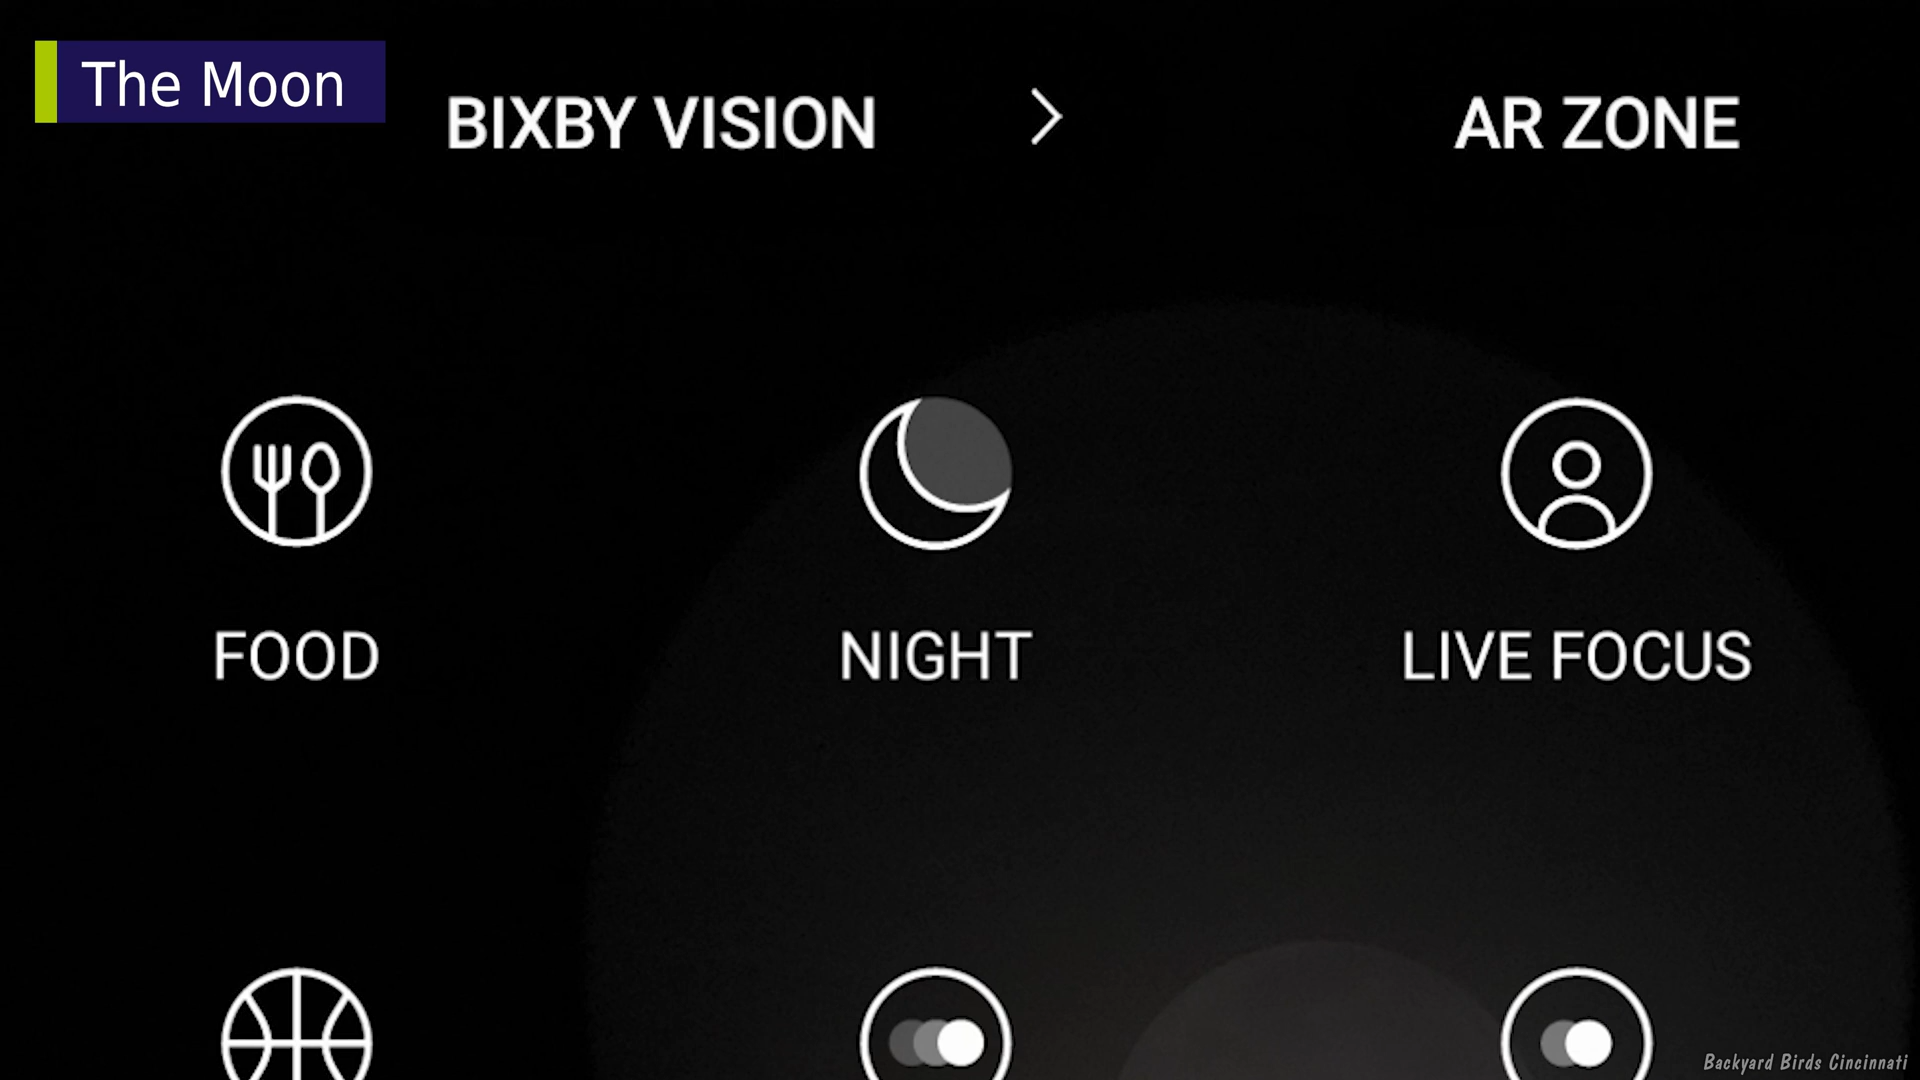 The Moon
BIXBY VISION
AR ZONE
FOOD
NIGHT
LIVE FOCUS
Backyard Birds Cincinnati